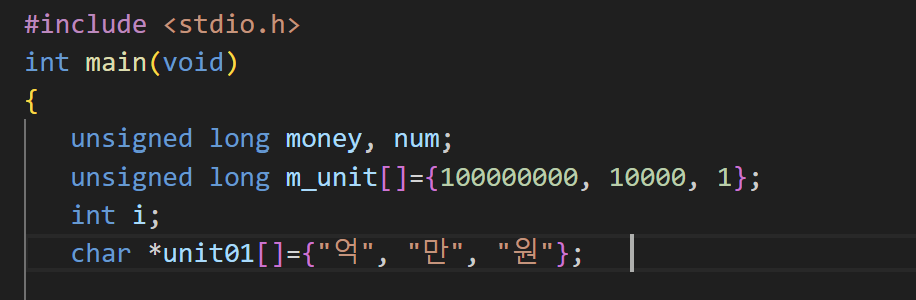 #include <stdio.h>
int main(void)
{
unsigned long money, num;
unsigned long m_unit[]={100000000, 10000, 1};
int i;
char *unit01[]={"억", "만", "원"};